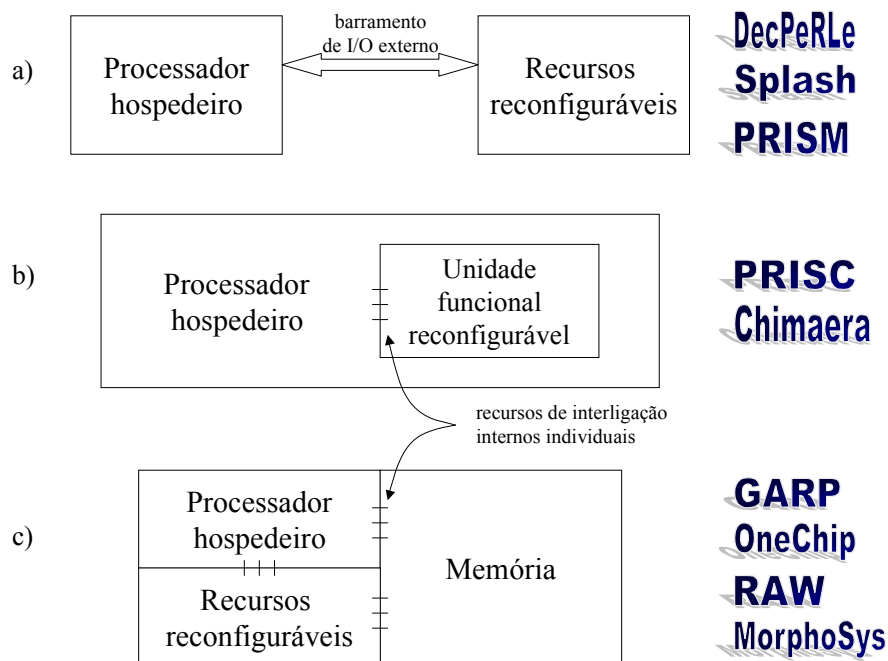 a)
barramento
de I/O externo
Processador
hospedeiro
Recursos
reconfiguráveis
DecPeRLe
Splash
PRISM
b)
Processador
hospedeiro
Unidade
funcional
reconfigurável
PRISC
Chimaera
recursos de interligação
internos individuais
c)
Processador
hospedeiro
Recursos
reconfiguráveis
Memória
GARP
OneChip
RAW
MorphoSys